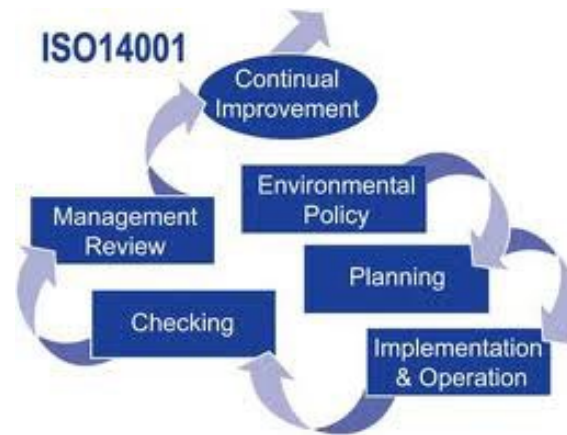 ISO14001
Continual
Improvement
Environmental
Policy
Management
Review
Planning
Checking
Implementation
& Operation